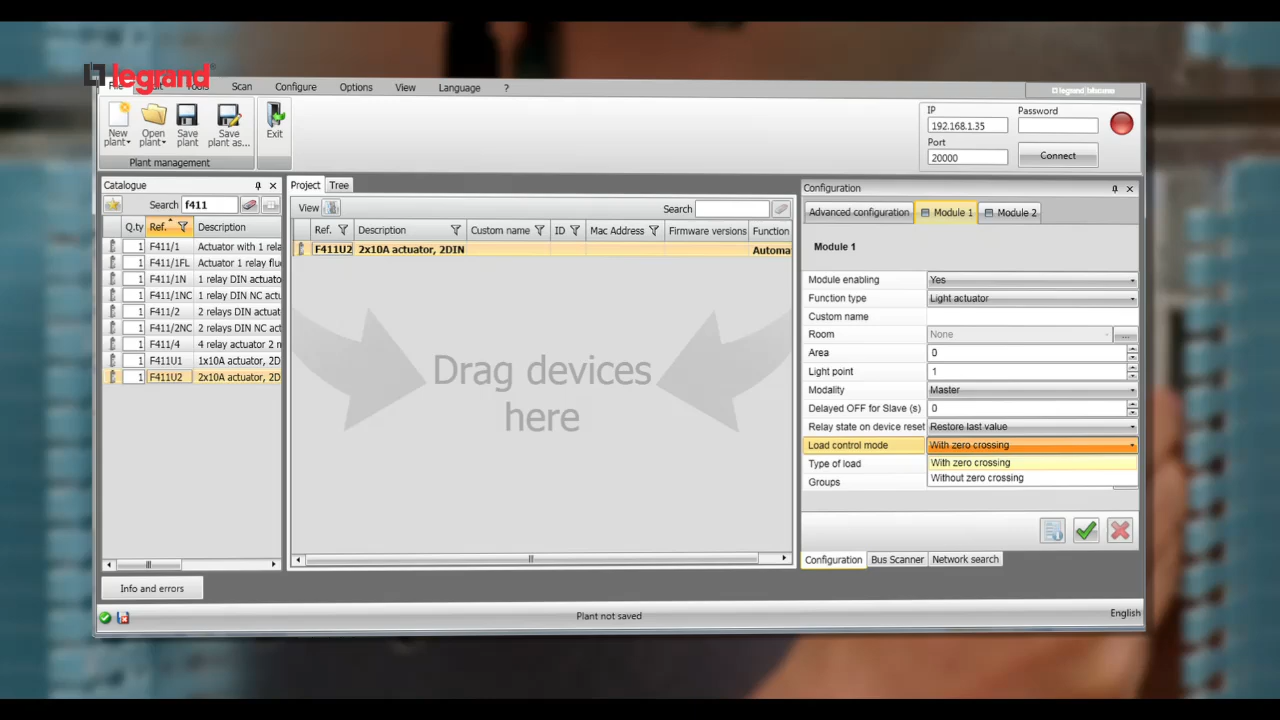 legrand
File Edit Tools Scan Configure Options View Language ?
legrand bticino
New plant
Open plant
Save plant
Save plant as...
Exit
Plant management
IP
192.168.1.35
Password
Port
20000
Connect
Catalogue
Search f411
Q.ty Ref. Description
1 F411/1 Actuator with 1 rela
1 F411/1FL Actuator 1 relay flu
1 F411/1N 1 relay DIN actuato
1 F411/1NC 1 relay DIN NC actu
1 F411/2 2 relays DIN actuat
1 F411/2NC 2 relays DIN NC act
1 F411/4 4 relay actuator 2 m
1 F411U1 1x10A actuator, 2D
1 F411U2 2x10A actuator, 2D
Project Tree
View
Search
Ref. Description Custom name ID Mac Address Firmware versions Function
F411U2 2x10A actuator, 2DIN Automa
Drag devices
here
Configuration
Advanced configuration Module 1 Module 2
Module 1
Module enabling Yes
Function type Light actuator
Custom name
Room None ...
Area 0
Light point 1
Modality Master
Delayed OFF for Slave (s) 0
Relay state on device reset Restore last value
Load control mode With zero crossing
Type of load With zero crossing
Without zero crossing
Groups
Configuration Bus Scanner Network search
Info and errors
Plant not saved
English